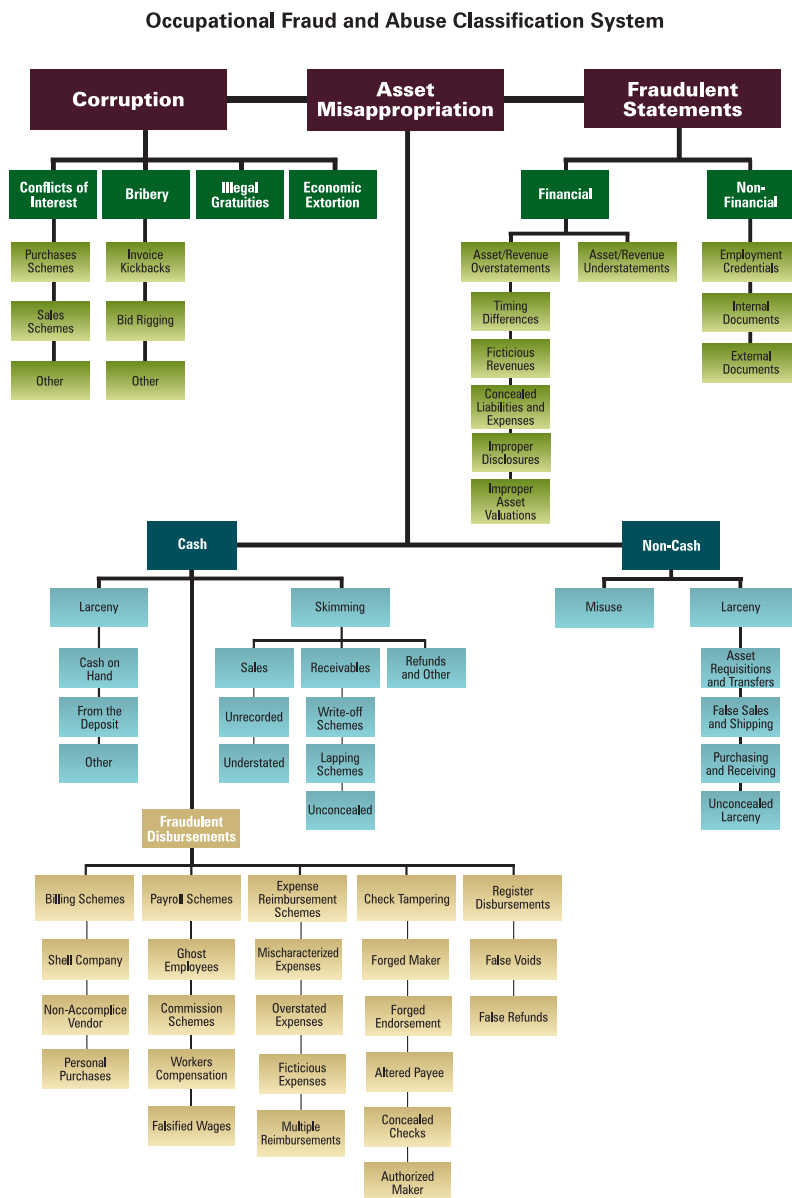 Occupational Fraud and Abuse Classification System
Corruption
Asset
Misappropriation
Fraudulent
Statements
Conflicts of
Interest
Bribery
Illegal
Gratuities
Economic
Extortion
Financial
Non-
Financial
Purchases
Schemes
Sales
Schemes
Other
Invoice
Kickbacks
Bid Rigging
Other
Asset/Revenue
Overstatements
Timing
Differences
Ficticious
Revenues
Concealed
Liabilities and
Expenses
Improper
Disclosures
Improper
Asset
Valuations
Asset/Revenue
Understatements
Employment
Credentials
Internal
Documents
External
Documents
Cash
Non-Cash
Larceny
Cash on
Hand
From the
Deposit
Other
Skimming
Sales
Unrecorded
Understated
Receivables
Write-off
Schemes
Lapping
Schemes
Unconcealed
Refunds
and Other
Misuse
Larceny
Asset
Requisitions
and Transfers
False Sales
and Shipping
Purchasing
and Receiving
Unconcealed
Larceny
Fraudulent
Disbursements
Billing Schemes
Shell Company
Non-Accomplice
Vendor
Personal
Purchases
Payroll Schemes
Ghost
Employees
Commission
Schemes
Workers
Compensation
Falsified Wages
Expense
Reimbursement
Schemes
Mischaracterized
Expenses
Overstated
Expenses
Ficticious
Expenses
Multiple
Reimbursements
Check Tampering
Forged Maker
Forged
Endorsement
Altered Payee
Concealed
Checks
Authorized
Maker
Register
Disbursements
False Voids
False Refunds